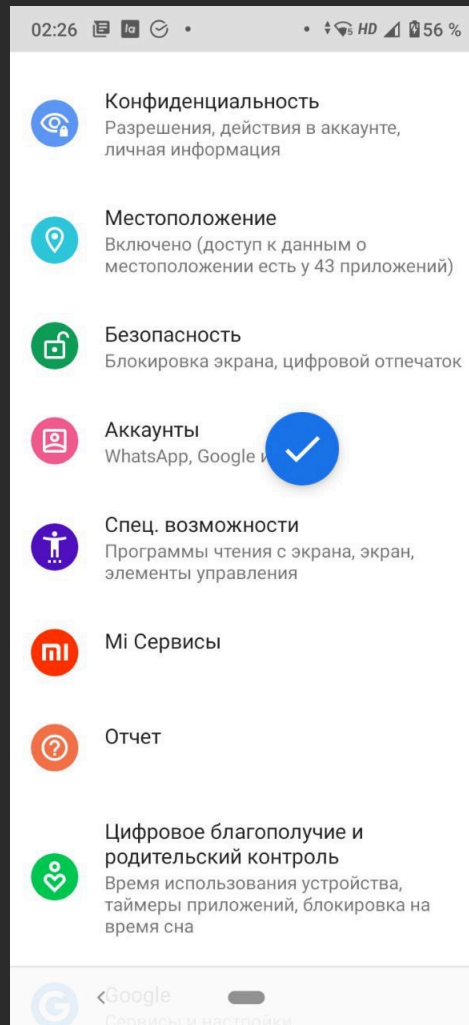 02:26 HD 56 %
Конфиденциальность
Разрешения, действия в аккаунте,
личная информация
Местоположение
Включено (доступ к данным о
местоположении есть у 43 приложений)
Безопасность
Блокировка экрана, цифровой отпечаток
Аккаунты
WhatsApp, Google и
Спец. возможности
Программы чтения с экрана, экран,
элементы управления
Mi Сервисы
Отчет
Цифровое благополучие и
родительский контроль
Время использования устройства,
таймеры приложений, блокировка на
время сна
Google
Сервисы и настройки